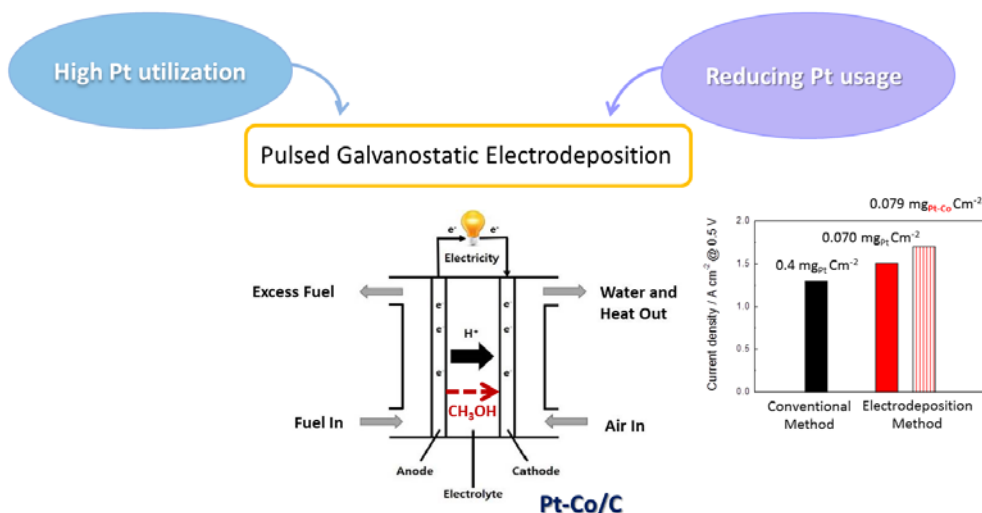 High Pt utilization
Reducing Pt usage
Pulsed Galvanostatic Electrodeposition
e⁻ e⁻
Electricity
Excess Fuel
Water and
Heat Out
e⁻ e⁻
e⁻ e⁻
H⁺
e⁻ e⁻
CH₃OH
Fuel In
Air In
Anode
Cathode
Electrolyte
Pt-Co/C
0.079 mgPt-Co Cm⁻²
0.070 mgPt Cm⁻²
0.4 mgPt Cm⁻²
Current density / A cm⁻² @ 0.5 V
2.0
1.5
1.0
0.5
0.0
Conventional
Method
Electrodeposition
Method